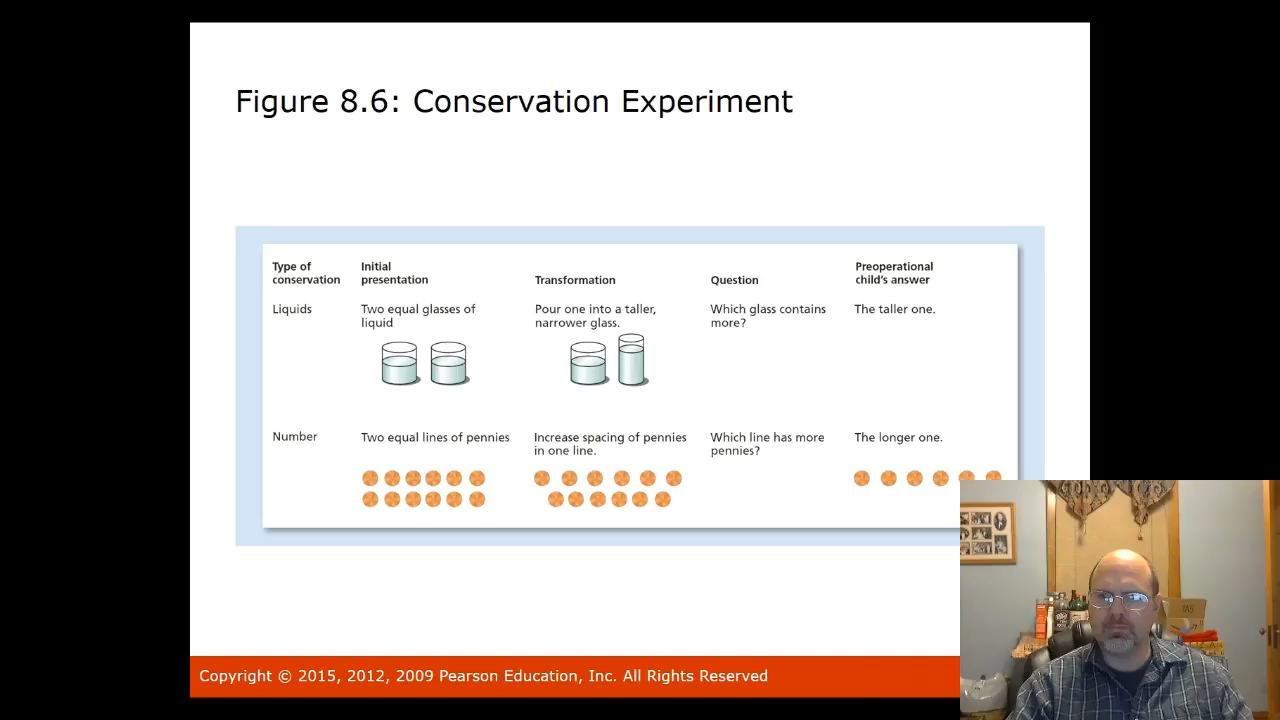 Figure 8.6: Conservation Experiment
Type of conservation
Initial presentation
Transformation
Question
Preoperational child's answer
Liquids
Two equal glasses of liquid
Pour one into a taller, narrower glass.
Which glass contains more?
The taller one.
Number
Two equal lines of pennies
Increase spacing of pennies in one line.
Which line has more pennies?
The longer one.
Copyright © 2015, 2012, 2009 Pearson Education, Inc. All Rights Reserved